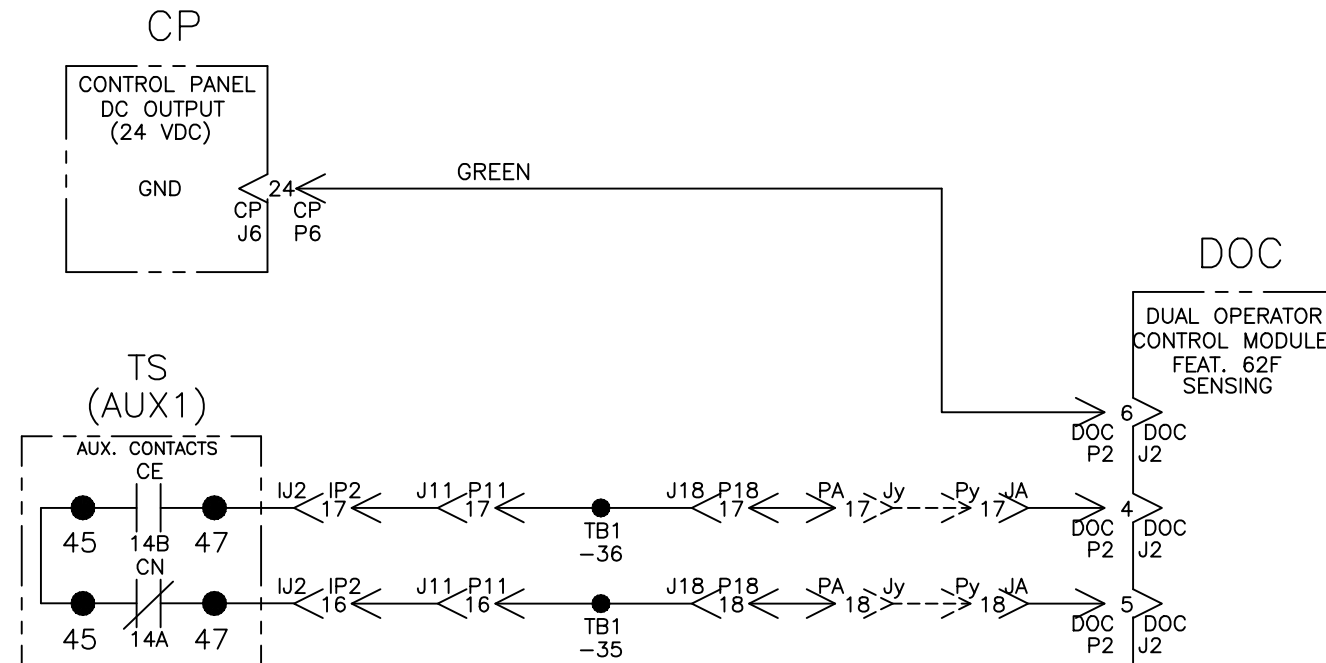 CP
CONTROL PANEL
DC OUTPUT
(24 VDC)
GND
24
CP
J6
CP
P6
GREEN
DOC
DUAL OPERATOR
CONTROL MODULE
FEAT. 62F
SENSING
6
DOC
P2
DOC
J2
TS
(AUX1)
AUX. CONTACTS
CE
45
14B
47
IJ2
IP2
17
J11
P11
17
TB1
-36
J18
P18
17
PA
17
Jy
Py
17
JA
4
DOC
P2
DOC
J2
CN
45
14A
47
IJ2
IP2
16
J11
P11
16
TB1
-35
J18
P18
18
PA
18
Jy
Py
18
JA
5
DOC
P2
DOC
J2